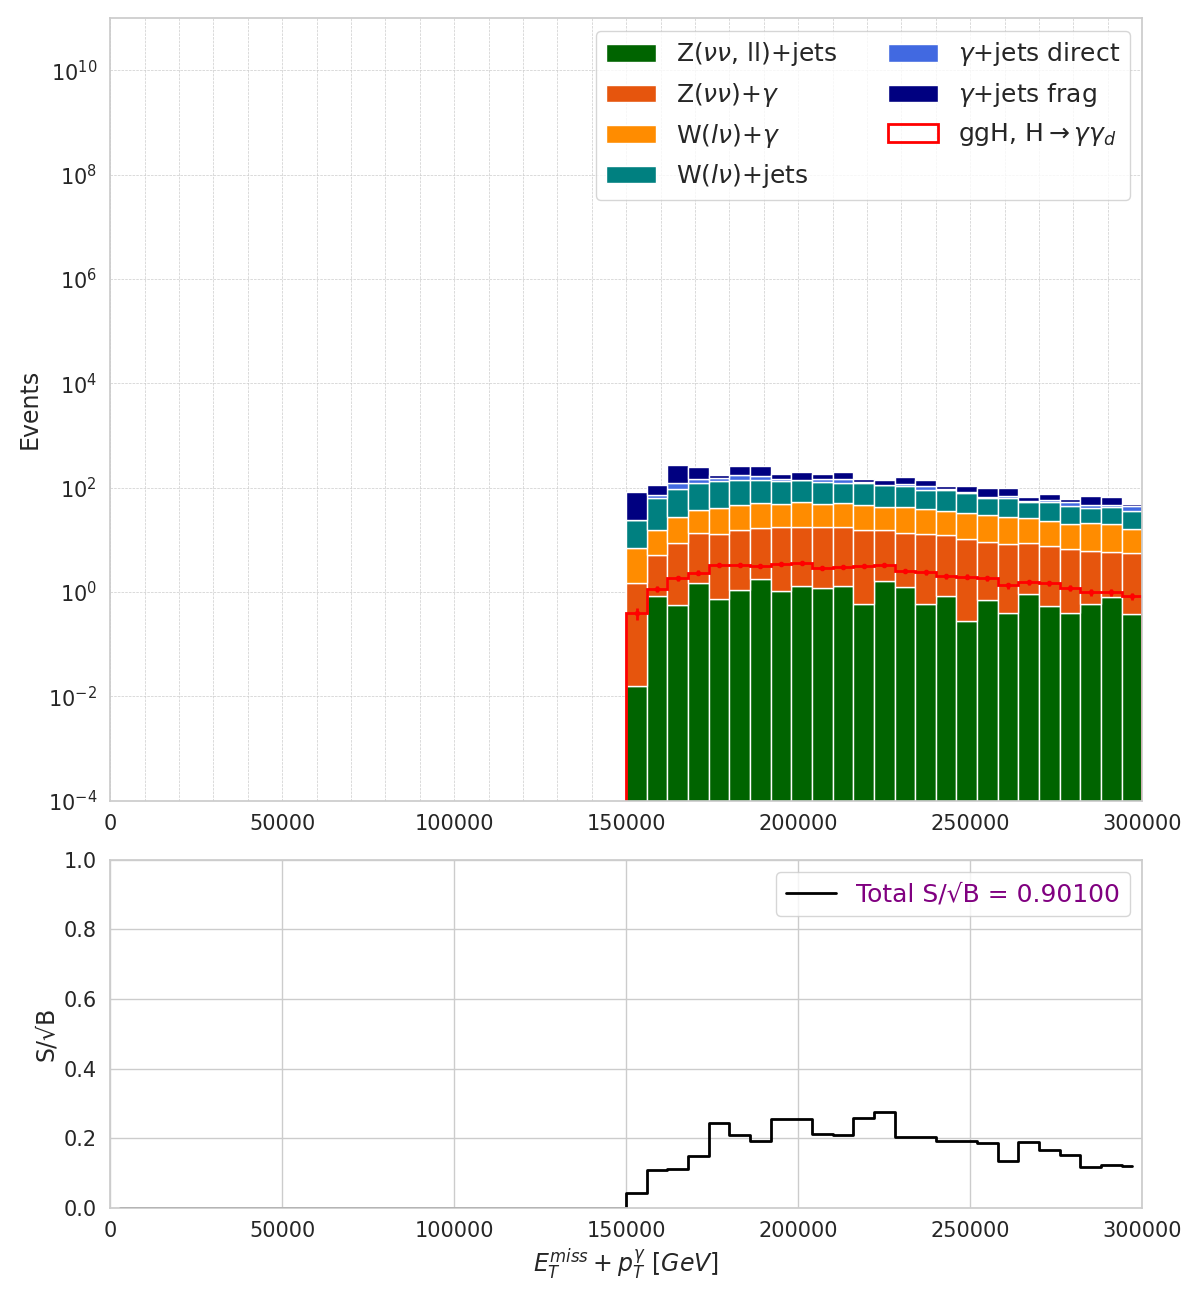 Z(νν, ll)+jets
Z(νν)+γ
W(lν)+γ
W(lν)+jets
γ+jets direct
γ+jets frag
ggH, H→γγ_d
Events
10^10
10^8
10^6
10^4
10^2
10^0
10^−2
10^−4
0 50000 100000 150000 200000 250000 300000
Total S/√B = 0.90100
S/√B
1.0
0.8
0.6
0.4
0.2
0.0
0 50000 100000 150000 200000 250000 300000
E_T^miss + p_T^γ [GeV]